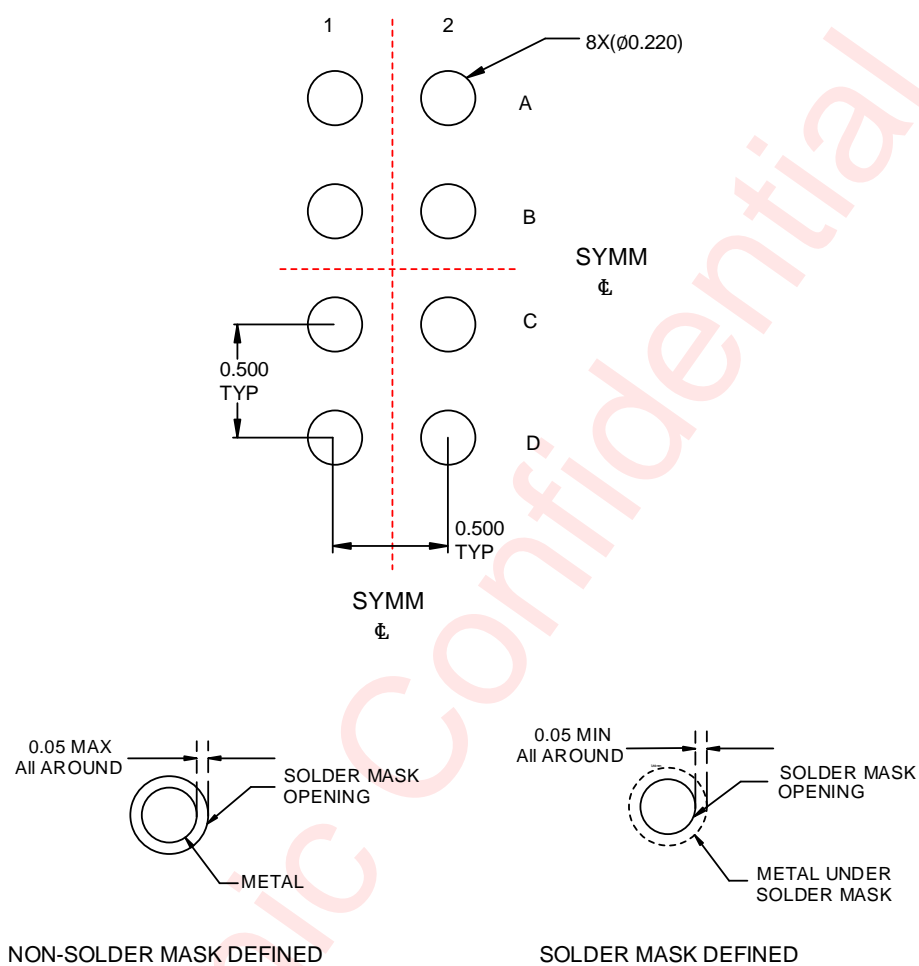 1 2
8X(ø0.220)
A
B
SYMM
℄
C
0.500
TYP
D
0.500
TYP
SYMM
℄
0.05 MAX
All AROUND
SOLDER MASK
OPENING
METAL
NON-SOLDER MASK DEFINED
0.05 MIN
All AROUND
SOLDER MASK
OPENING
METAL UNDER
SOLDER MASK
SOLDER MASK DEFINED
nic Confidential